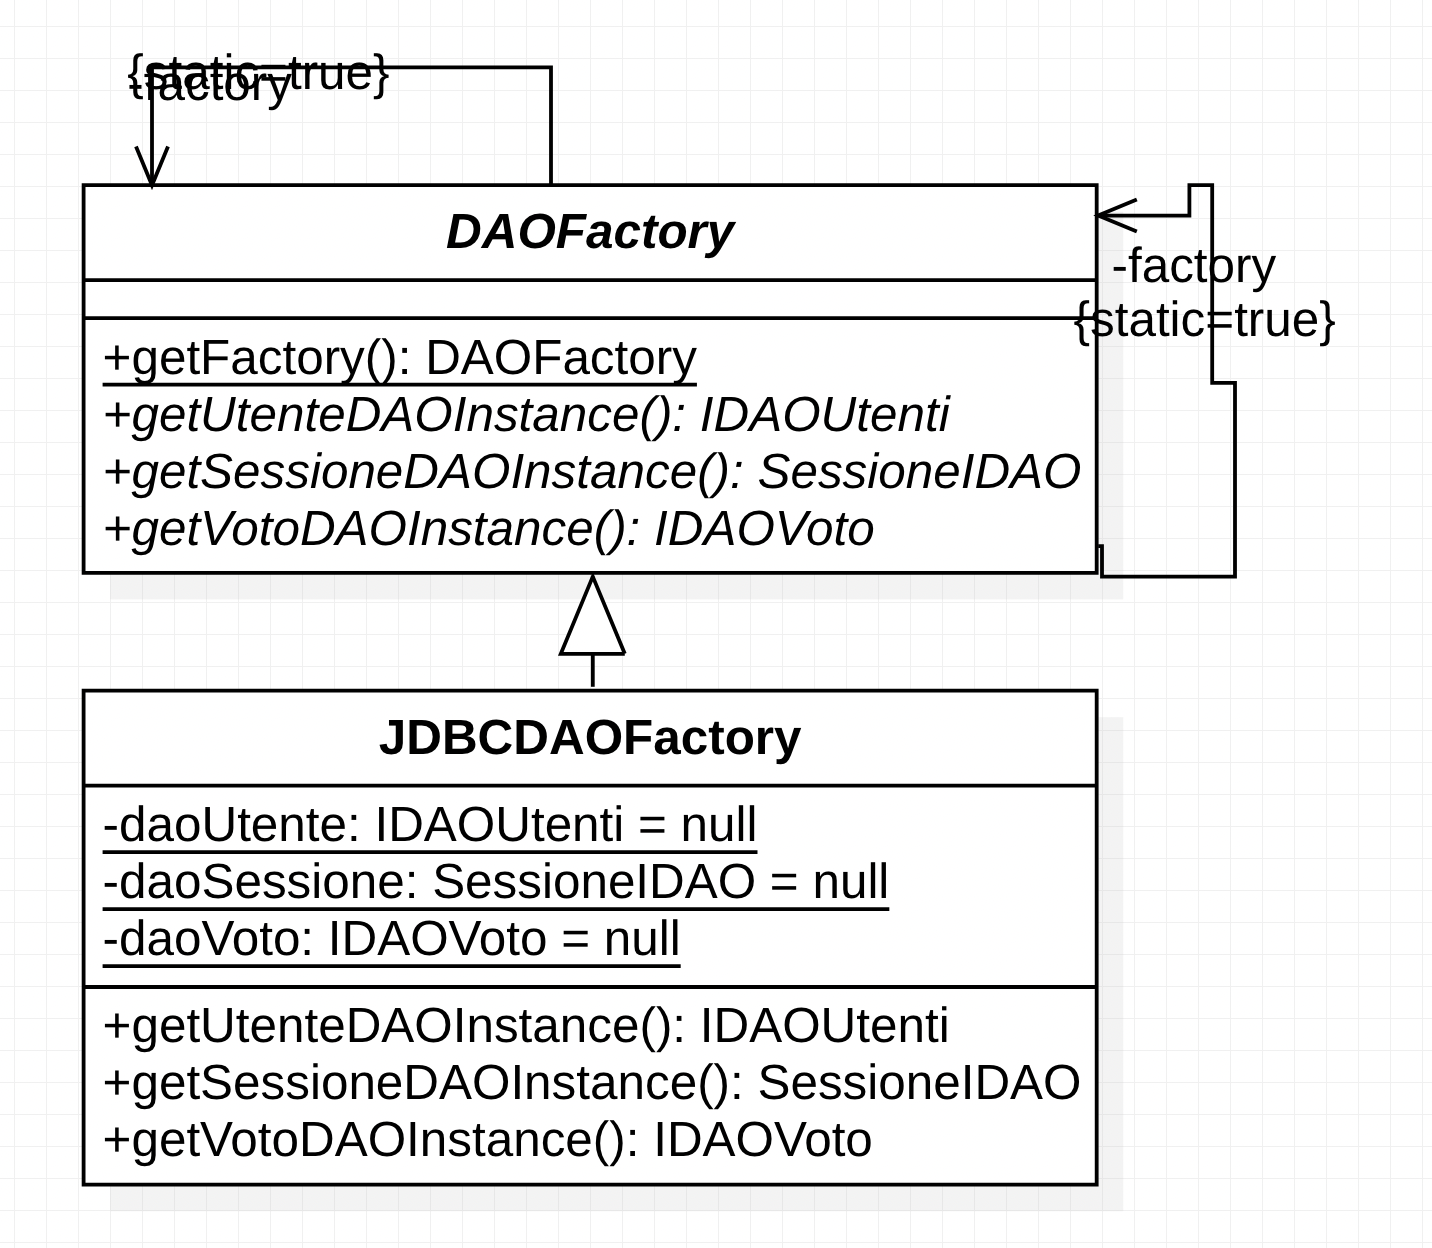 {static=true}
-factory
DAOFactory
-factory
{static=true}
+getFactory(): DAOFactory
+getUtenteDAOInstance(): IDAOUtenti
+getSessioneDAOInstance(): SessioneIDAO
+getVotoDAOInstance(): IDAOVoto
JDBCDAOFactory
-daoUtente: IDAOUtenti = null
-daoSessione: SessioneIDAO = null
-daoVoto: IDAOVoto = null
+getUtenteDAOInstance(): IDAOUtenti
+getSessioneDAOInstance(): SessioneIDAO
+getVotoDAOInstance(): IDAOVoto